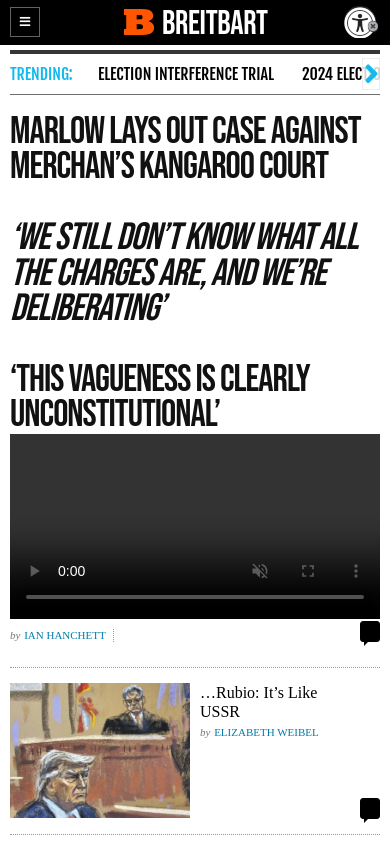 BREITBART
TRENDING: ELECTION INTERFERENCE TRIAL 2024 ELEC
MARLOW LAYS OUT CASE AGAINST
MERCHAN’S KANGAROO COURT
‘WE STILL DON’T KNOW WHAT ALL
THE CHARGES ARE, AND WE’RE
DELIBERATING’
‘THIS VAGUENESS IS CLEARLY
UNCONSTITUTIONAL’
0:00
by IAN HANCHETT
…Rubio: It’s Like
USSR
by ELIZABETH WEIBEL